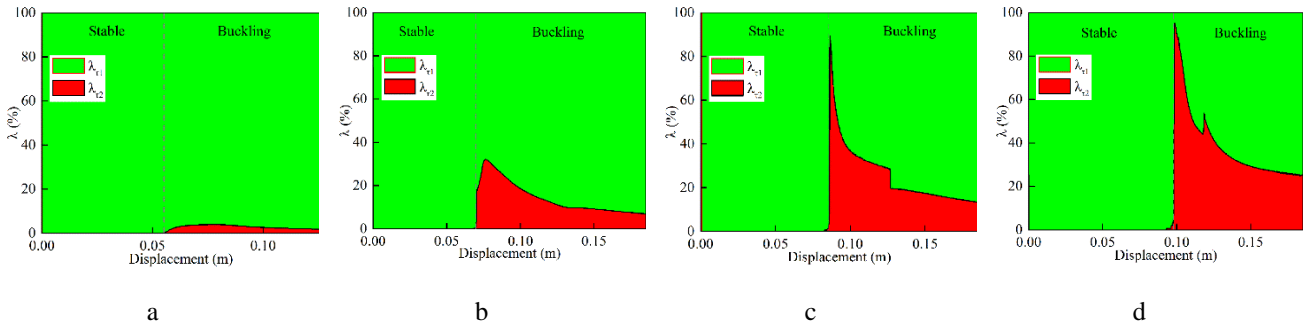 100
80
60
40
20
0
λ (%)
Stable
Buckling
λτ1
λτ2
0.00
0.05
0.10
Displacement (m)
a
100
80
60
40
20
0
λ (%)
Stable
Buckling
λτ1
λτ2
0.00
0.05
0.10
0.15
Displacement (m)
b
100
80
60
40
20
0
λ (%)
Stable
Buckling
λτ1
λτ2
0.00
0.05
0.10
0.15
Displacement (m)
c
100
80
60
40
20
0
λ (%)
Stable
Buckling
λτ1
λτ2
0.00
0.05
0.10
0.15
Displacement (m)
d